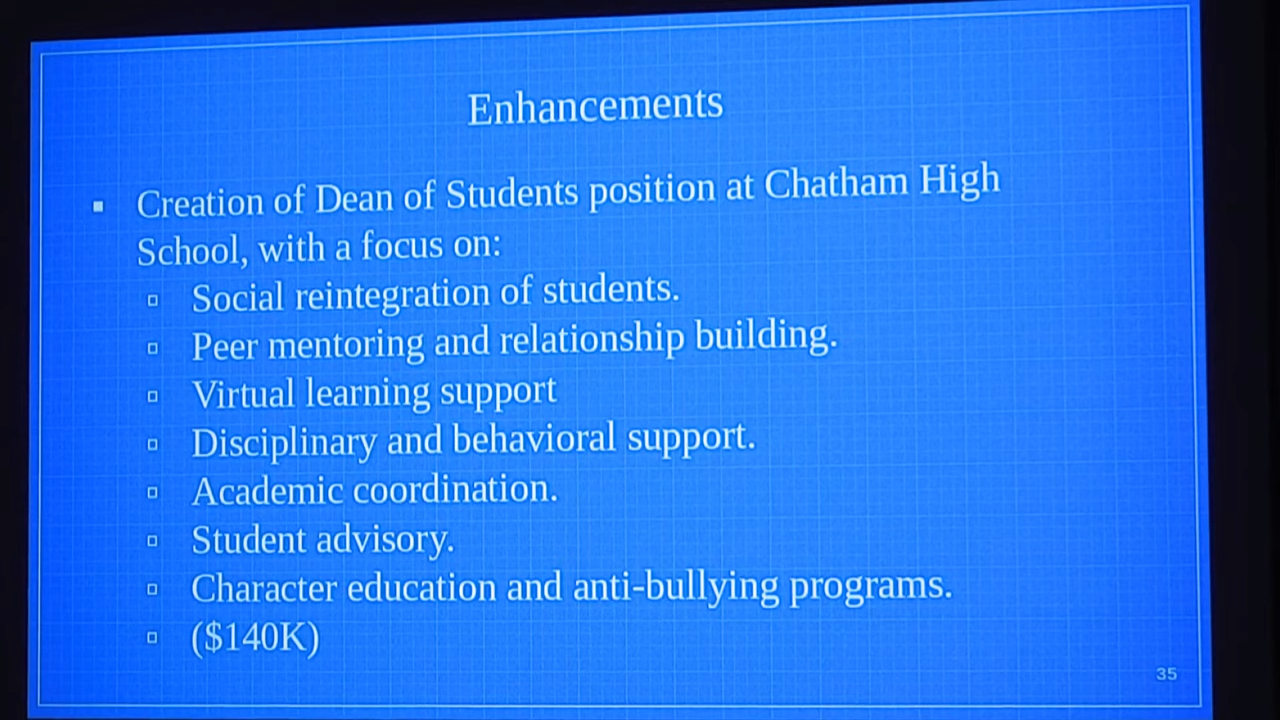 Enhancements
Creation of Dean of Students position at Chatham High
School, with a focus on:
Social reintegration of students.
Peer mentoring and relationship building.
Virtual learning support
Disciplinary and behavioral support.
Academic coordination.
Student advisory.
Character education and anti-bullying programs.
($140K)
35